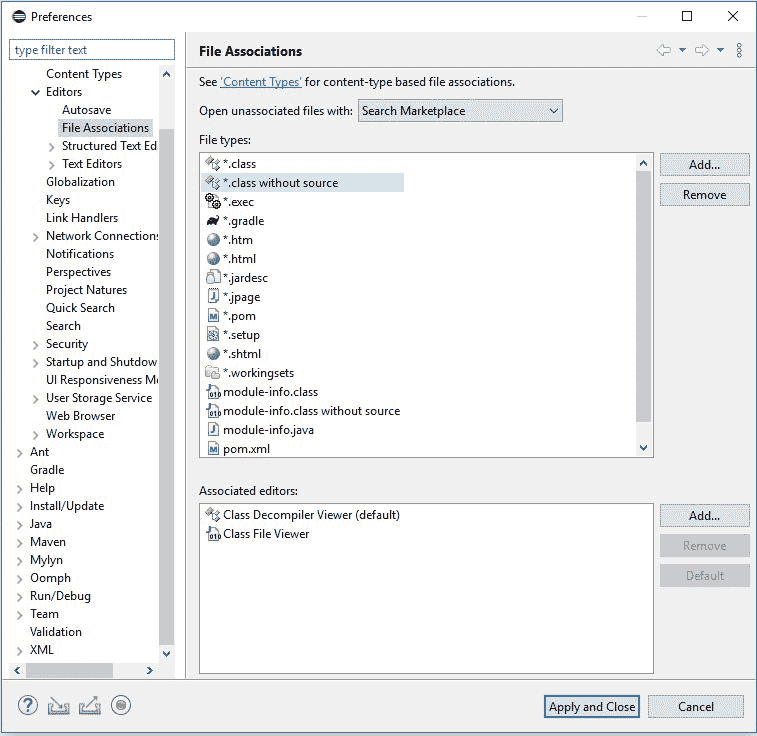 Preferences
type filter text
Content Types
Editors
Autosave
File Associations
Structured Text Ed
Text Editors
Globalization
Keys
Link Handlers
Network Connections
Notifications
Perspectives
Project Natures
Quick Search
Search
Security
Startup and Shutdow
UI Responsiveness Mo
User Storage Service
Web Browser
Workspace
Ant
Gradle
Help
Install/Update
Java
Maven
Mylyn
Oomph
Run/Debug
Team
Validation
XML
File Associations
See 'Content Types' for content-type based file associations.
Open unassociated files with: Search Marketplace
File types:
*.class
*.class without source
*.exec
*.gradle
*.htm
*.html
*.jardesc
*.jpage
*.pom
*.setup
*.shtml
*.workingsets
module-info.class
module-info.class without source
module-info.java
pom.xml
Add...
Remove
Associated editors:
Class Decompiler Viewer (default)
Class File Viewer
Add...
Remove
Default
Apply and Close
Cancel